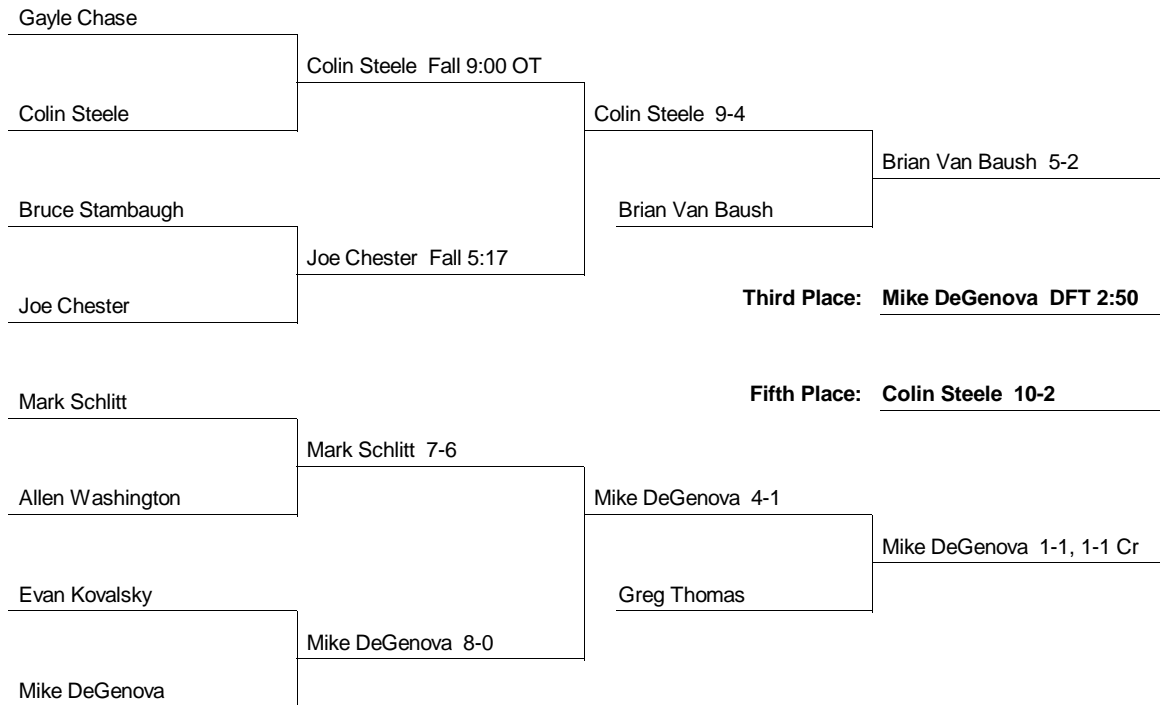 Gayle Chase
Colin Steele  Fall 9:00 OT
Colin Steele
Colin Steele  9-4
Brian Van Baush  5-2
Bruce Stambaugh
Brian Van Baush
Joe Chester  Fall 5:17
Joe Chester
Third Place:  Mike DeGenova  DFT 2:50
Fifth Place:  Colin Steele  10-2
Mark Schlitt
Mark Schlitt  7-6
Allen Washington
Mike DeGenova  4-1
Mike DeGenova  1-1, 1-1 Cr
Evan Kovalsky
Greg Thomas
Mike DeGenova  8-0
Mike DeGenova